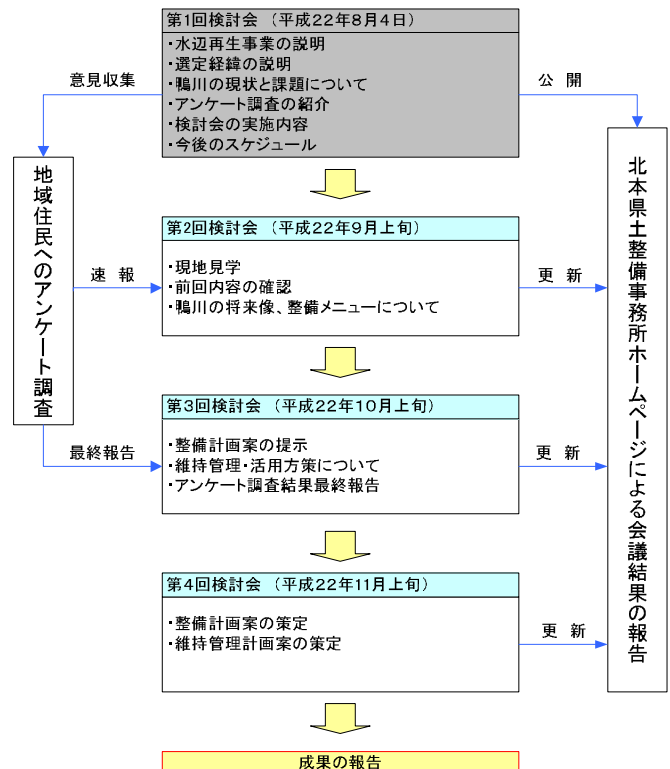 第1回検討会 （平成22年8月4日）
・水辺再生事業の説明
・選定経緯の説明
・鴨川の現状と課題について
・アンケート調査の紹介
・検討会の実施内容
・今後のスケジュール
意見収集
公 開
地域住民へのアンケート調査
北本県土整備事務所ホームページによる会議結果の報告
第2回検討会 （平成22年9月上旬）
・現地見学
・前回内容の確認
・鴨川の将来像、整備メニューについて
速 報
更 新
第3回検討会 （平成22年10月上旬）
・整備計画案の提示
・維持管理・活用方策について
・アンケート調査結果最終報告
最終報告
更 新
第4回検討会 （平成22年11月上旬）
・整備計画案の策定
・維持管理計画案の策定
更 新
成果の報告